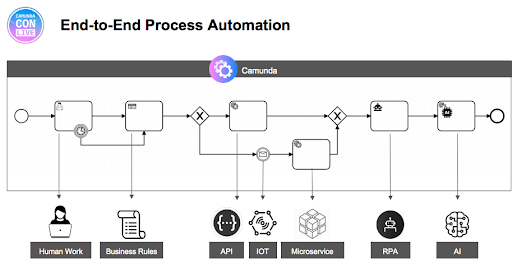 CAMUNDA
CON
LIVE
End-to-End Process Automation
Camunda
Human Work
Business Rules
API
IOT
Microservice
RPA
AI